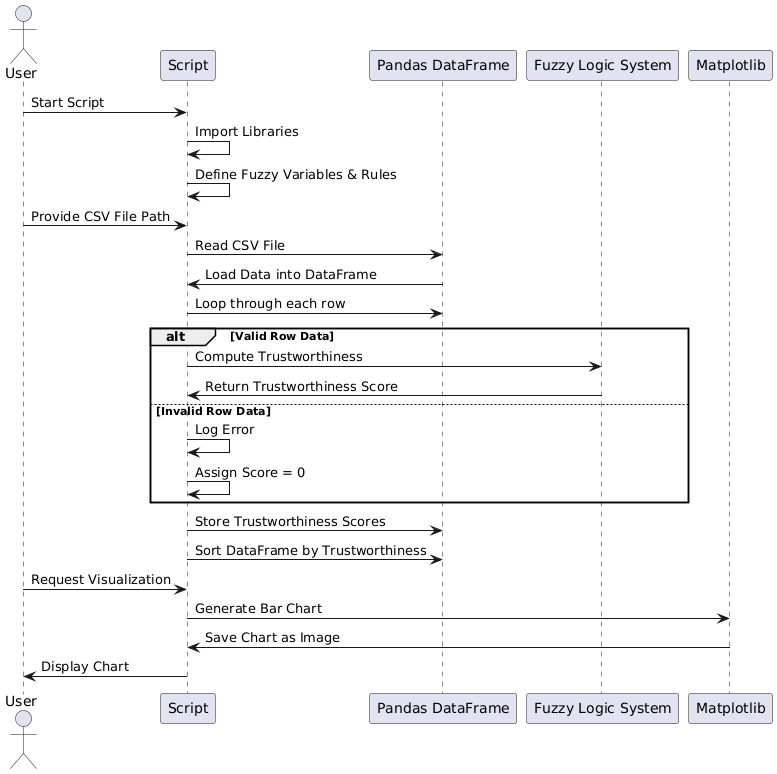 User
Script
Pandas DataFrame
Fuzzy Logic System
Matplotlib
Start Script
Import Libraries
Define Fuzzy Variables & Rules
Provide CSV File Path
Read CSV File
Load Data into DataFrame
Loop through each row
alt
[Valid Row Data]
Compute Trustworthiness
Return Trustworthiness Score
[Invalid Row Data]
Log Error
Assign Score = 0
Store Trustworthiness Scores
Sort DataFrame by Trustworthiness
Request Visualization
Generate Bar Chart
Save Chart as Image
Display Chart
User
Script
Pandas DataFrame
Fuzzy Logic System
Matplotlib